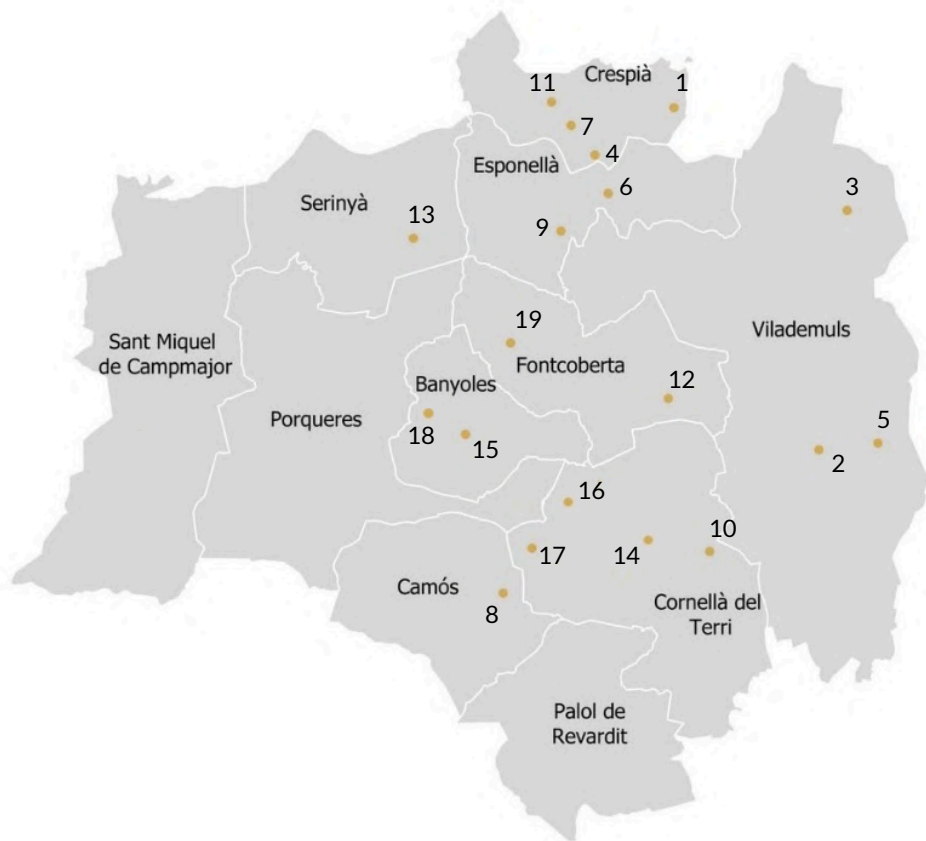 Crespià
11
1
7
4
Esponellà
6
3
Serinyà
13
9
19
Vilademuls
Sant Miquel
de Campmajor
Fontcoberta
12
Banyoles
Porqueres
18
15
5
2
16
10
17
14
Camós
8
Cornellà del
Terri
Palol de
Revardit